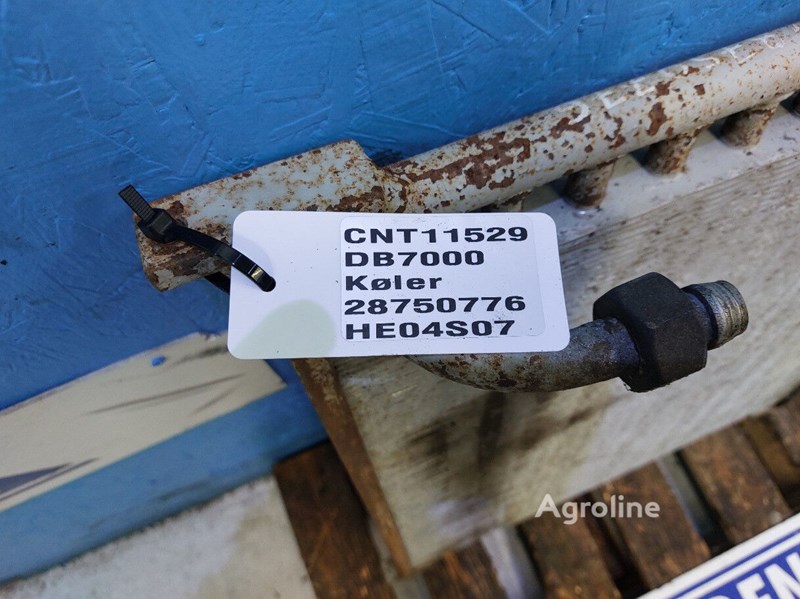 CNT11529
DB7000
Køler
28750776
HE04S07
Agroline